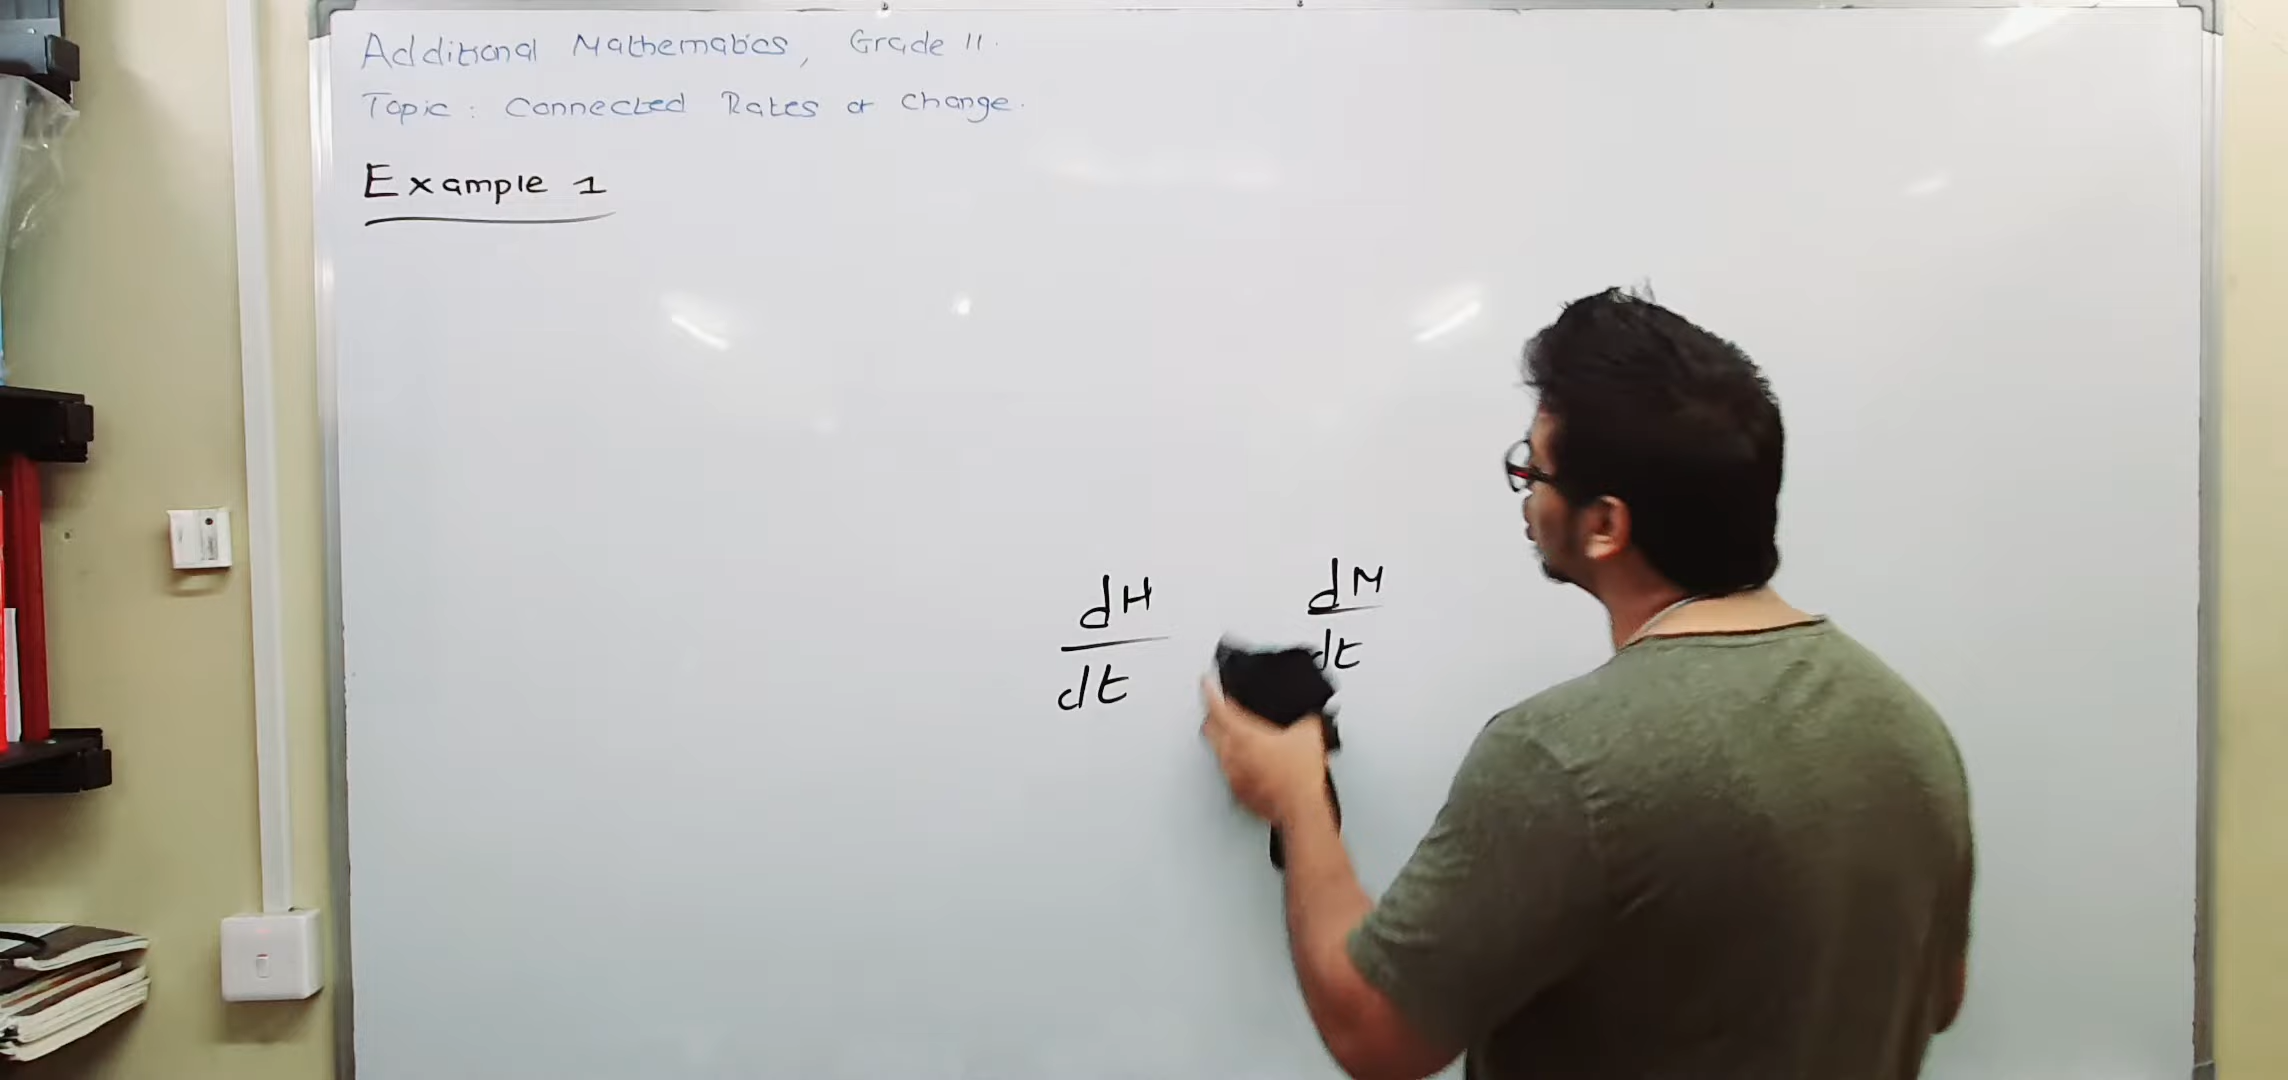 Additional Mathematics, Grade 11.
Topic: Connected Rates of Change.
Example 1
dH dM
dt dt